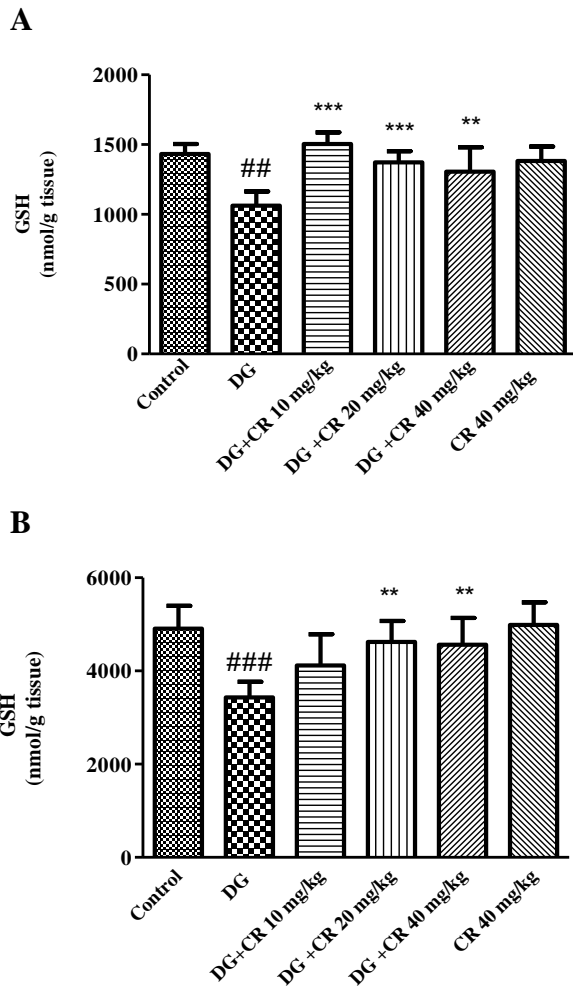 A
2000
1500
1000
500
0
GSH
(nmol/g tissue)
##
***
***
**
Control
DG
DG+CR 10 mg/kg
DG +CR 20 mg/kg
DG +CR 40 mg/kg
CR 40 mg/kg
B
6000
4000
2000
0
GSH
(nmol/g tissue)
###
**
**
Control
DG
DG+CR 10 mg/kg
DG +CR 20 mg/kg
DG +CR 40 mg/kg
CR 40 mg/kg